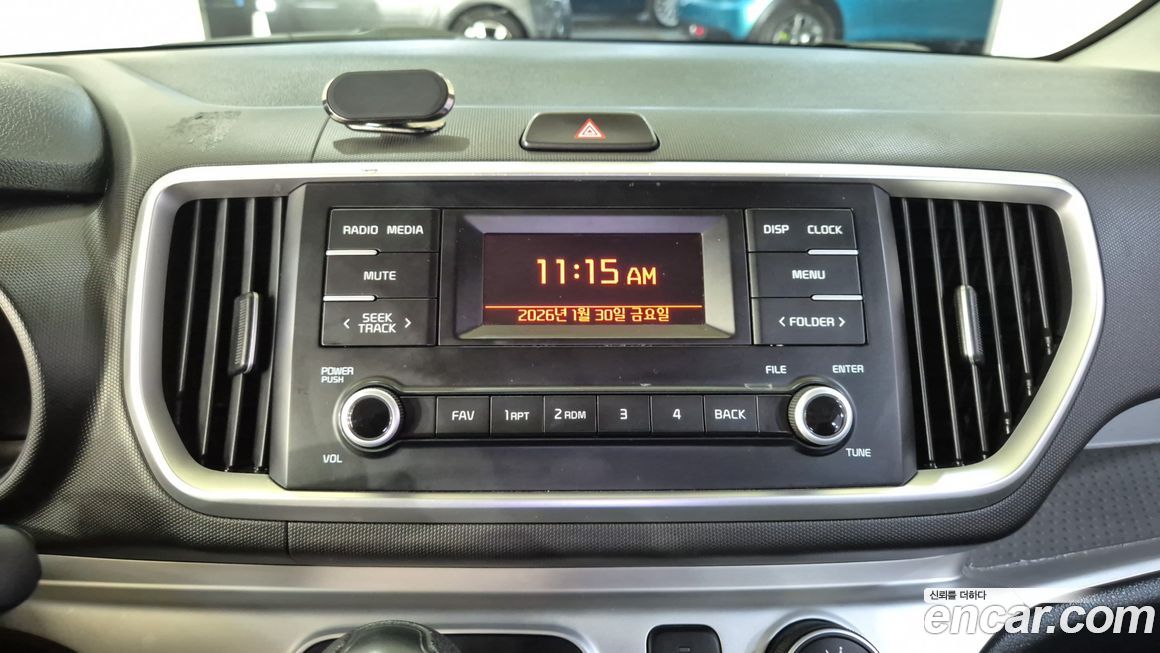 RADIO MEDIA
MUTE
< SEEK TRACK >
11:15 AM
2026년 1월 30일 금요일
DISP CLOCK
MENU
< FOLDER >
POWER
PUSH
VOL
FAV 1 RPT 2 RDM 3 4 BACK
FILE
ENTER
TUNE
신뢰를 더하다
encar.com